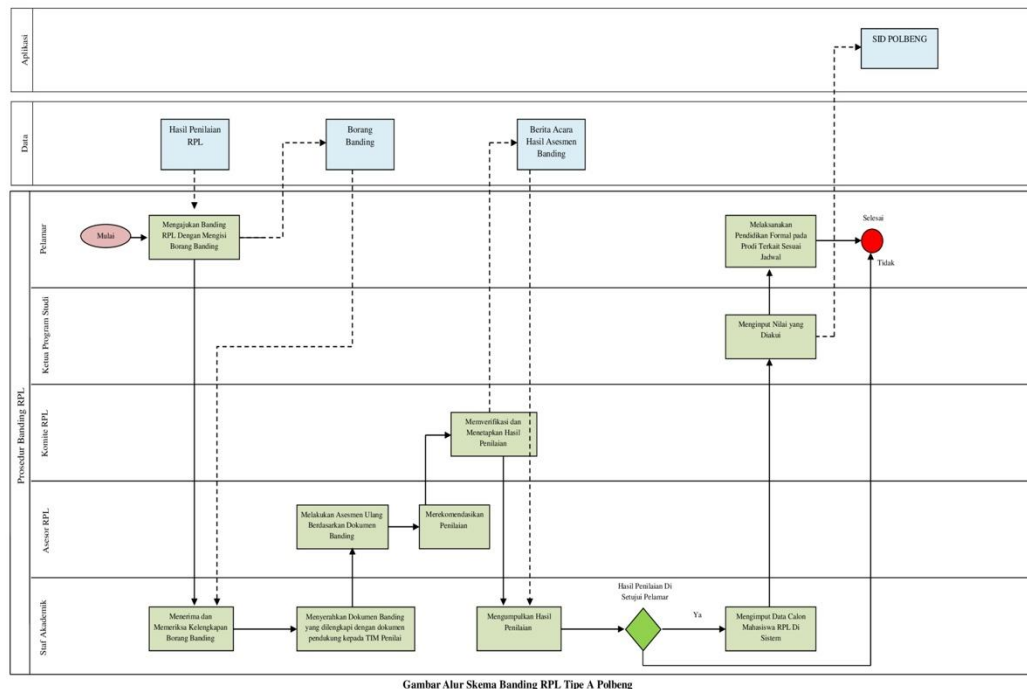 Aplikasi
SID POLBENG
Data
Hasil Penilaian
RPL
Borang
Banding
Berita Acara
Hasil Asesmen
Banding
Prosedur Banding RPL
Pelamar
Mulai
Mengajukan Banding
RPL Dengan Mengisi
Borang Banding
Melaksanakan
Pendidikan Formal pada
Prodi Terkait Sesuai
Jadwal
Selesai
Tidak
Ketua Program Studi
Menginput Nilai yang
Diakui
Komite RPL
Memverifikasi dan
Menetapkan Hasil
Penilaian
Asesor RPL
Melakukan Asesmen Ulang
Berdasarkan Dokumen
Banding
Merekomendasikan
Penilaian
Staf Akademik
Menerima dan
Memeriksa Kelengkapan
Borang Banding
Menyerahkan Dokumen Banding
yang dilengkapi dengan dokumen
pendukung kepada TIM Penilai
Mengumpulkan Hasil
Penilaian
Hasil Penilaian Di
Setujui Pelamar
Ya
Mengimput Data Calon
Mahasiswa RPL Di
Sistem
Gambar Alur Skema Banding RPL Tipe A Polbeng